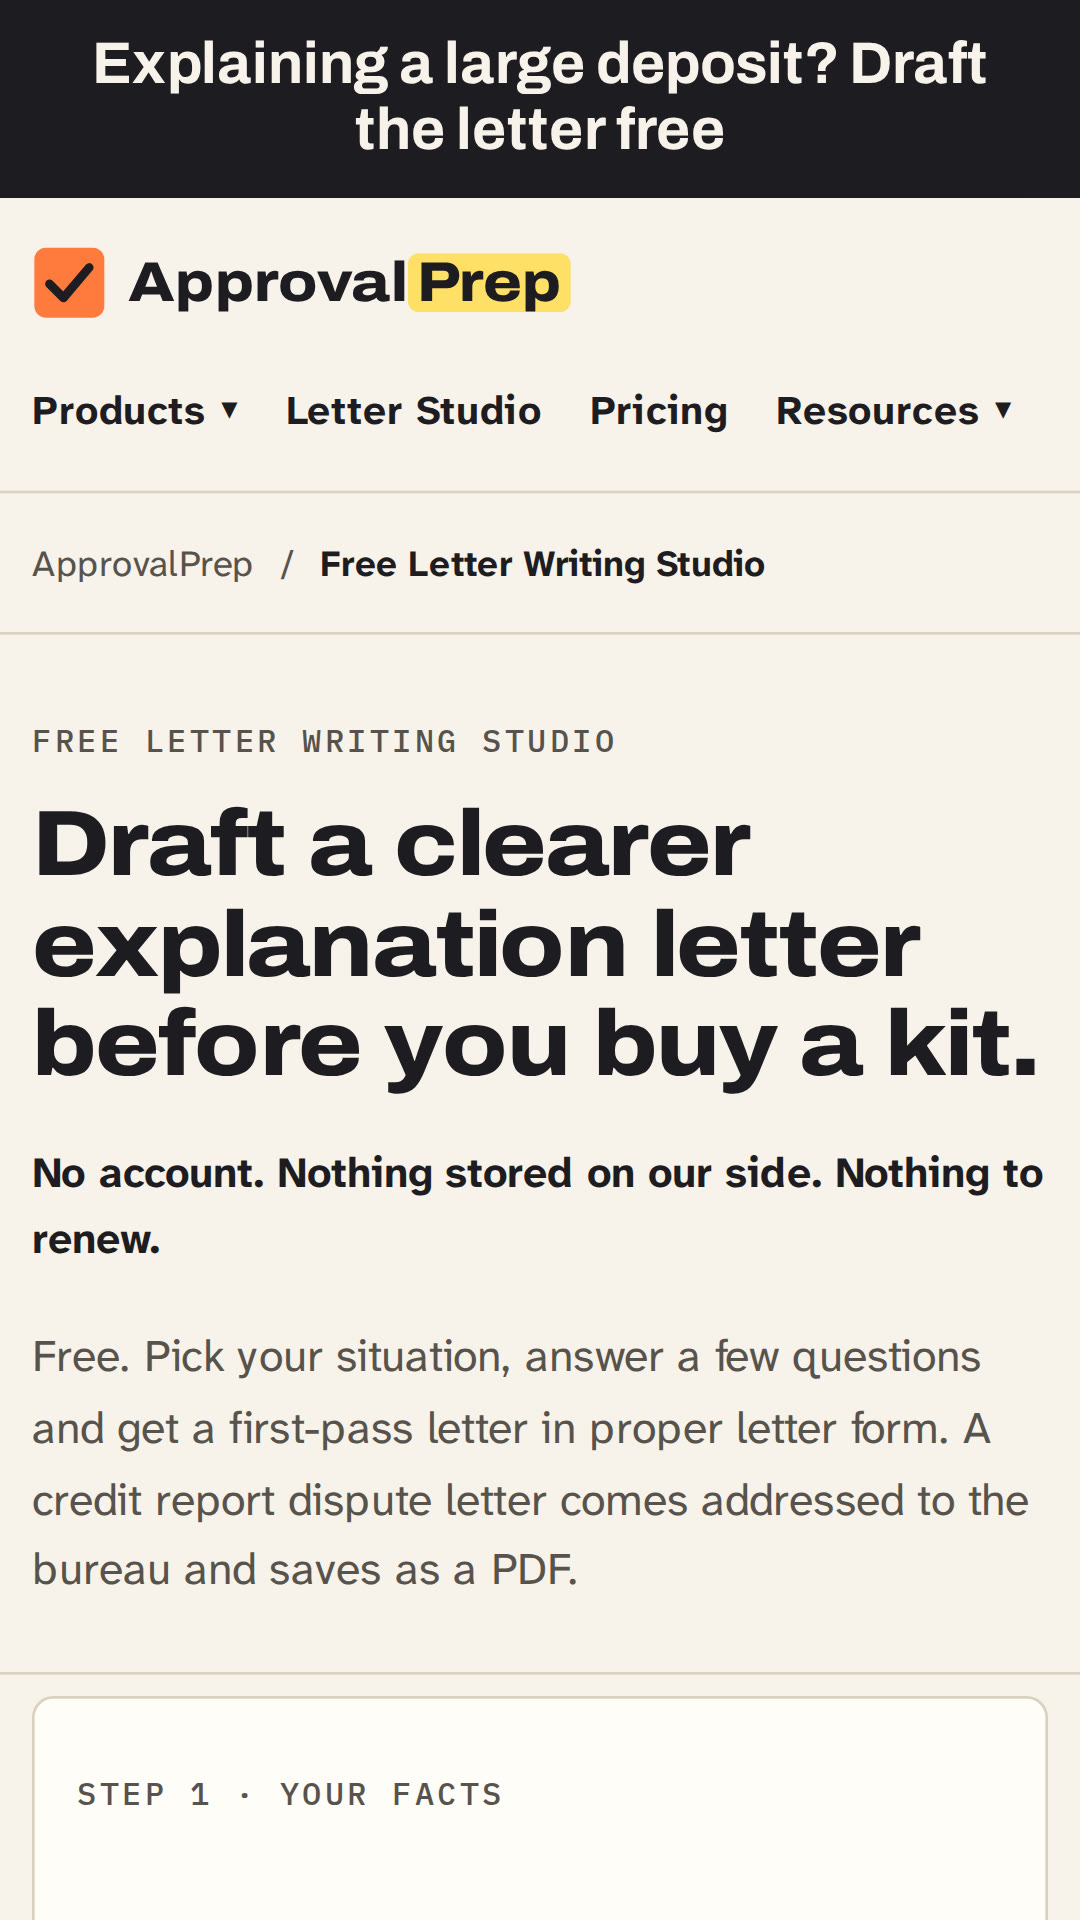 Explaining a large deposit? Draft
the letter free
ApprovalPrep
Products ▼ Letter Studio Pricing Resources ▼
ApprovalPrep / Free Letter Writing Studio
FREE LETTER WRITING STUDIO
Draft a clearer
explanation letter
before you buy a kit.
No account. Nothing stored on our side. Nothing to
renew.
Free. Pick your situation, answer a few questions
and get a first-pass letter in proper letter form. A
credit report dispute letter comes addressed to the
bureau and saves as a PDF.
STEP 1 · YOUR FACTS